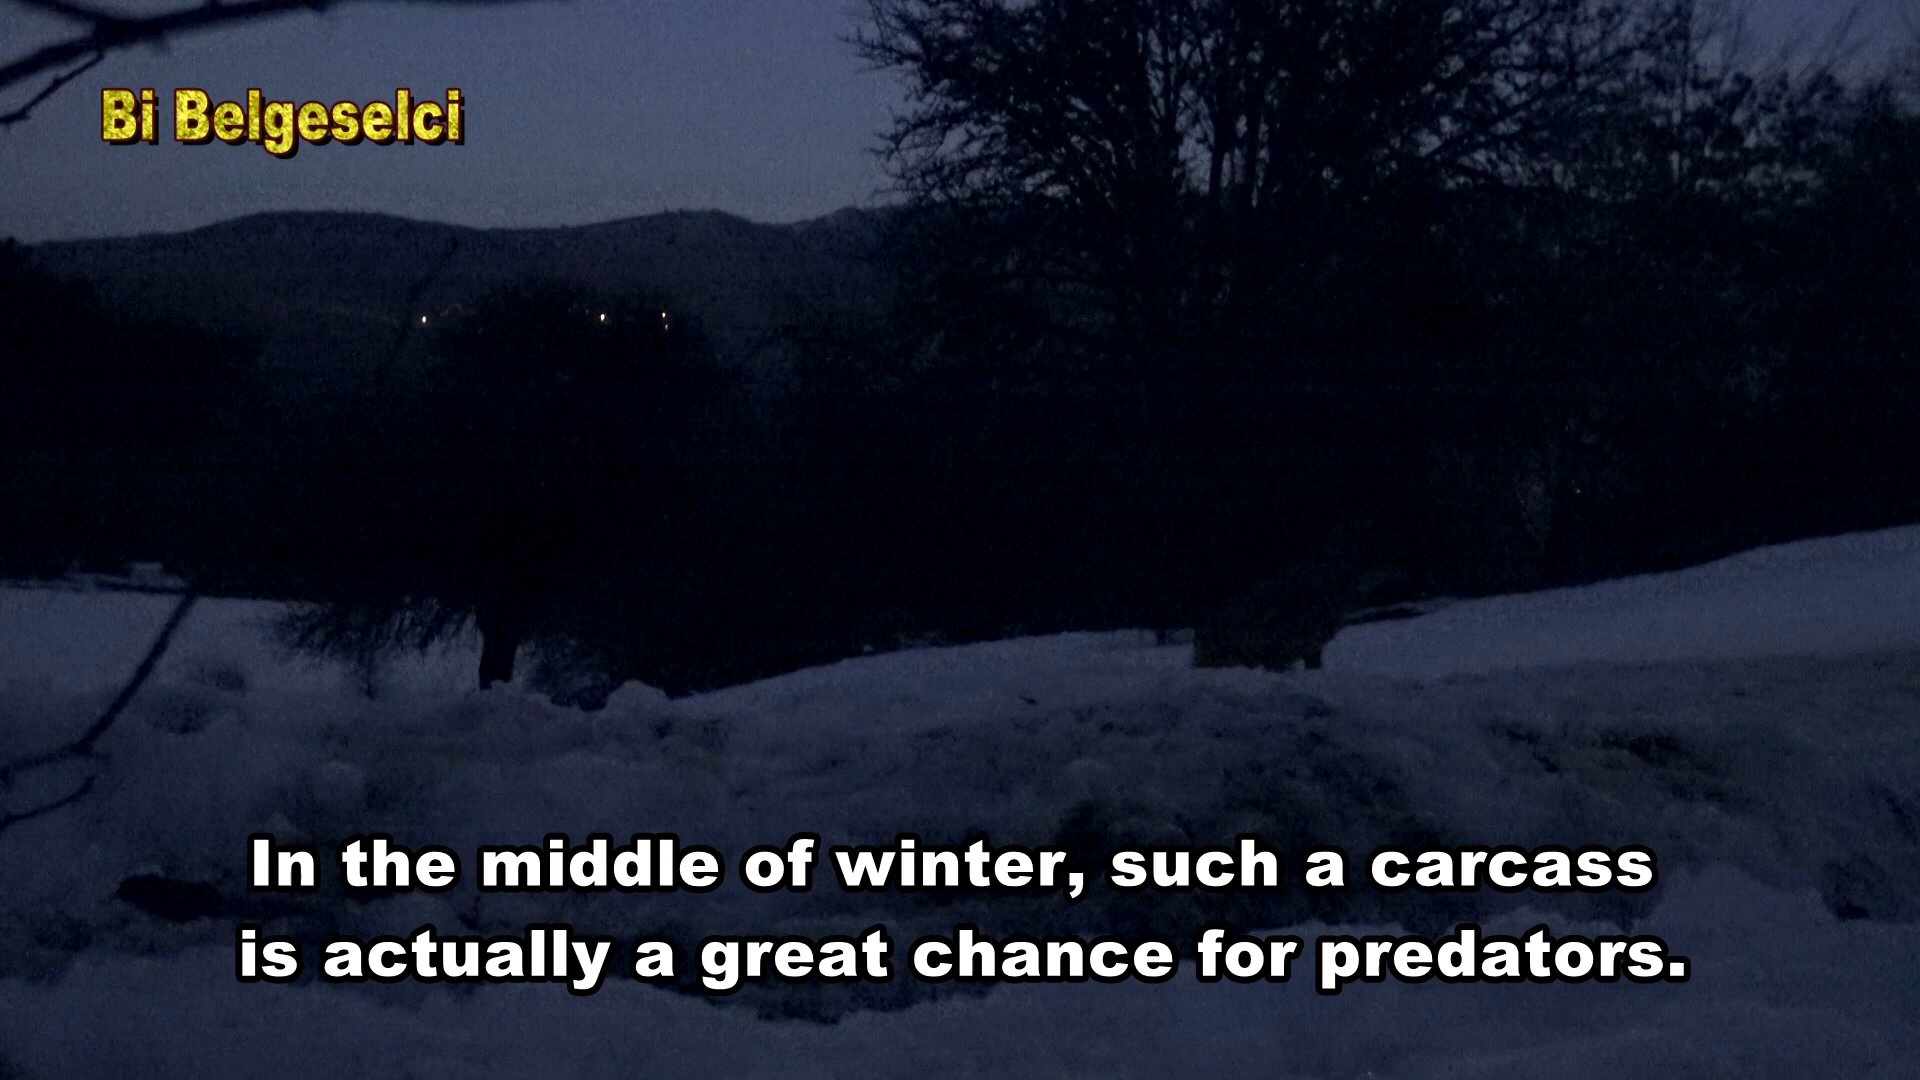 Bi Belgeselci
In the middle of winter, such a carcass
is actually a great chance for predators.